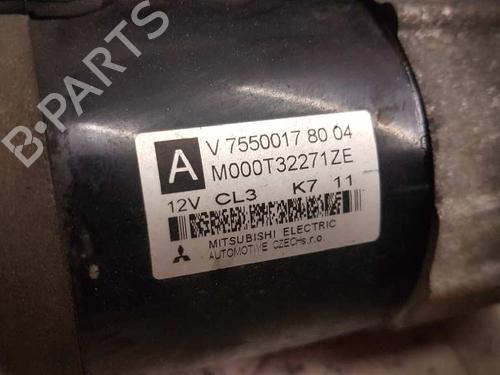 B-PARTS
A
V 7550017 80 04
M000T32271ZE
12V CL3 K7 11
MITSUBISHI ELECTRIC
AUTOMOTIVE CZECH s.r.o.